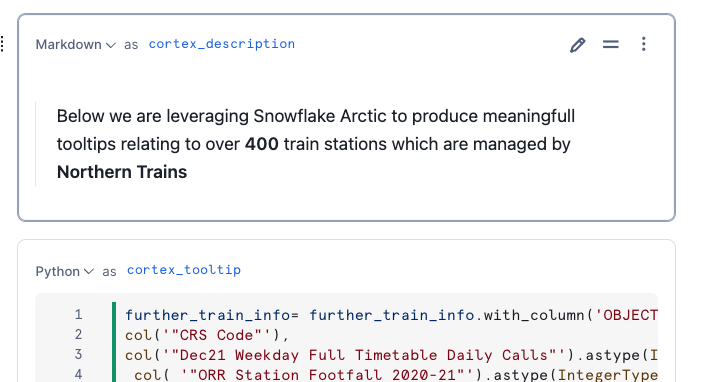 Markdown as cortex_description
Below we are leveraging Snowflake Arctic to produce meaningfull
tooltips relating to over 400 train stations which are managed by
Northern Trains
Python as cortex_tooltip
1 further_train_info= further_train_info.with_column('OBJECT
2 col('"CRS Code"'),
3 col('"Dec21 Weekday Full Timetable Daily Calls"').astype(I
4 col( '"ORR Station Footfall 2020-21"').astype(IntegerType